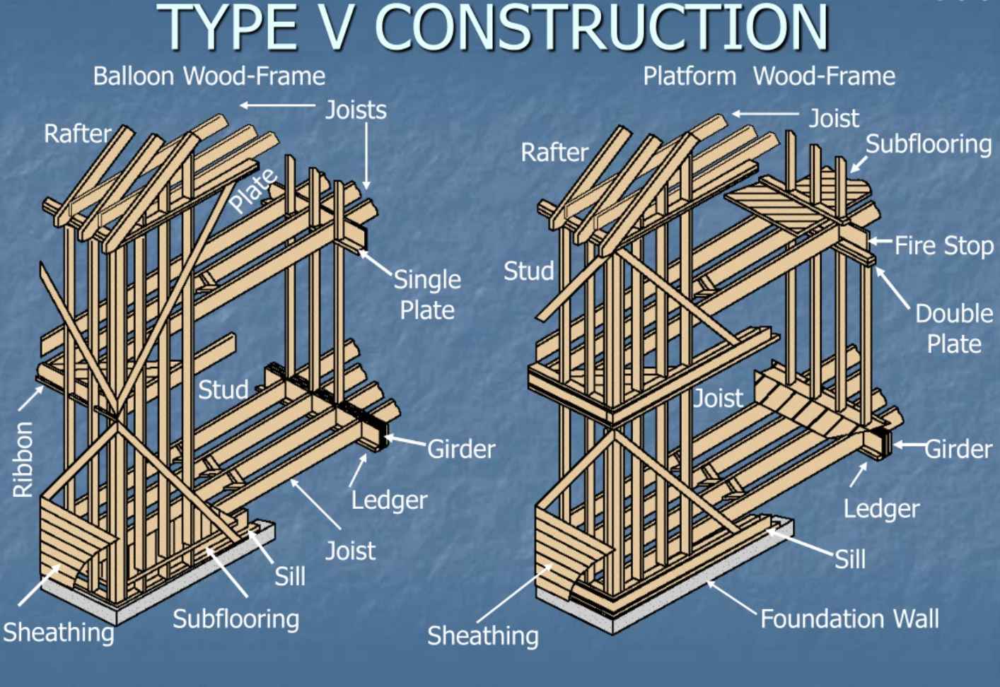 TYPE V CONSTRUCTION
Balloon Wood-Frame
Joists
Rafter
Plate
Single
Plate
Stud
Ribbon
Girder
Ledger
Joist
Sill
Subflooring
Sheathing
Platform Wood-Frame
Joist
Subflooring
Rafter
Fire Stop
Stud
Double
Plate
Joist
Girder
Ledger
Sill
Foundation Wall
Sheathing